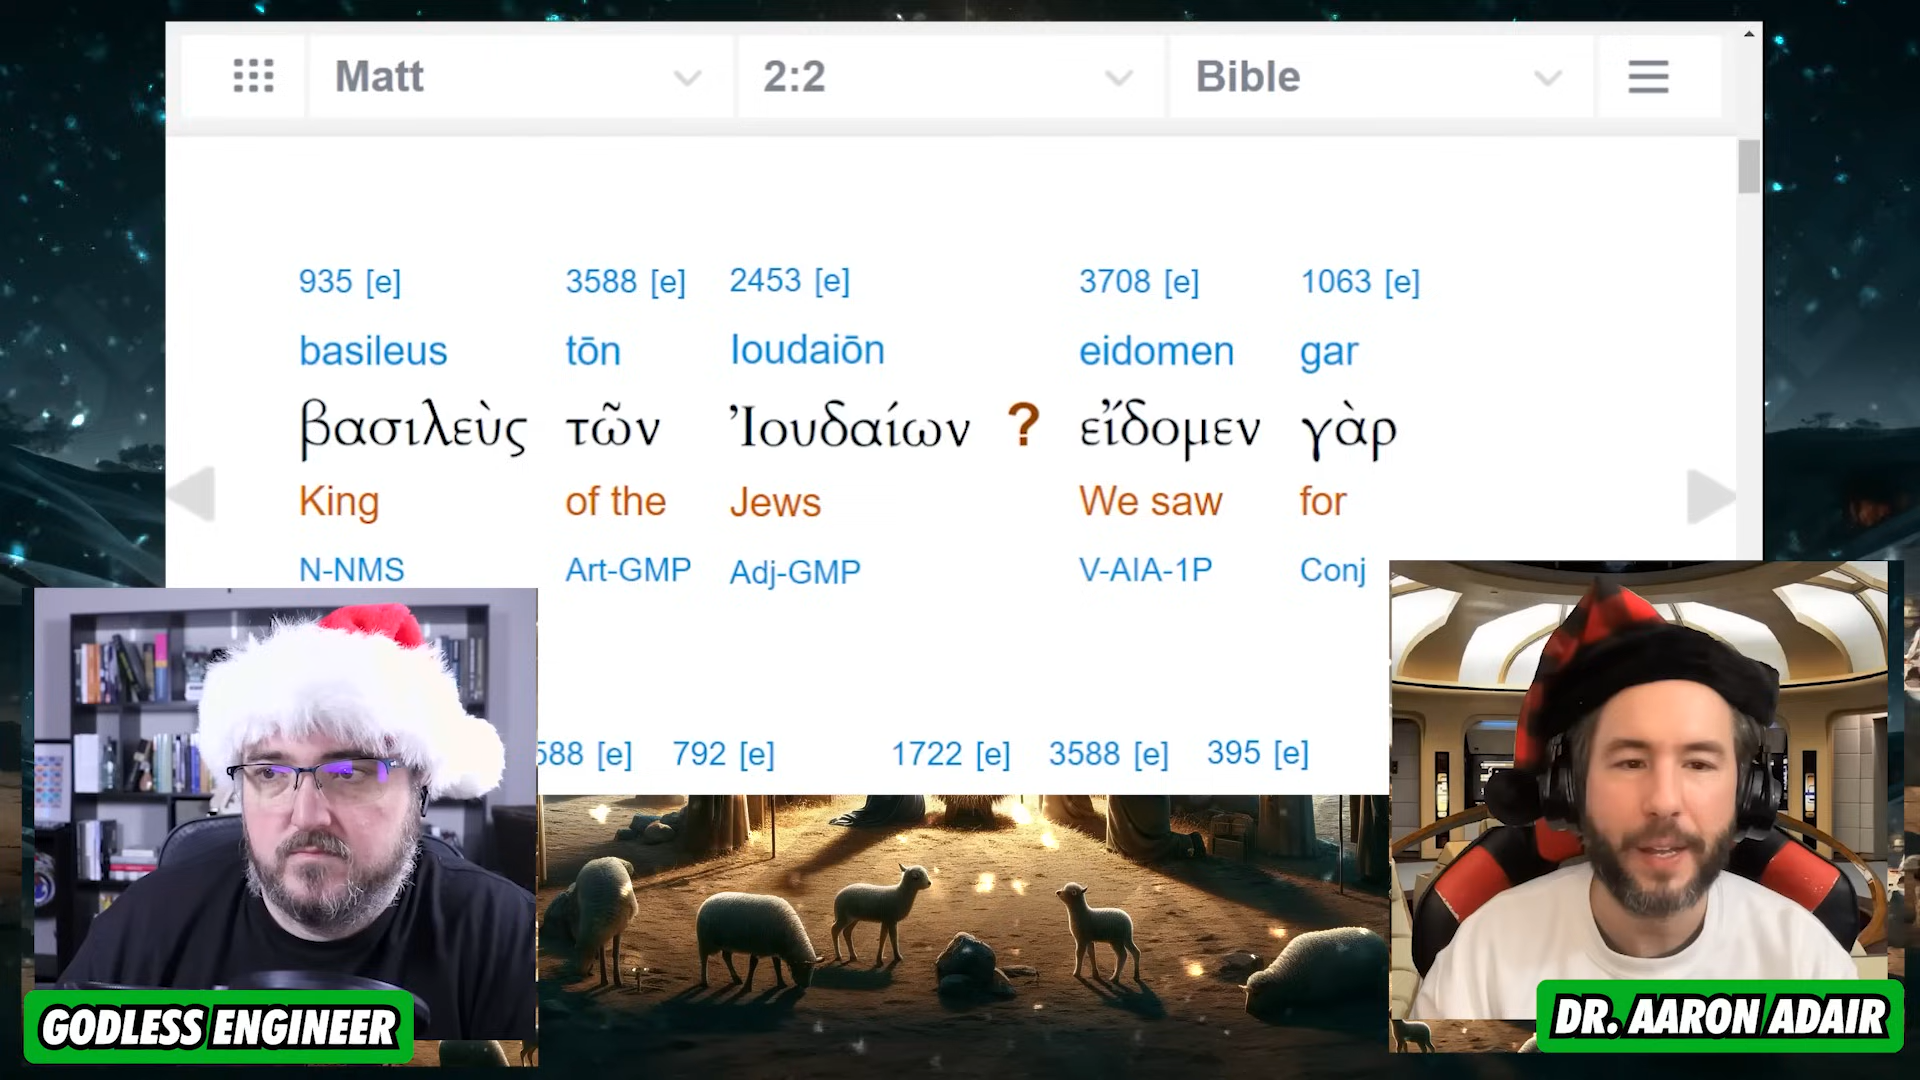 Matt 2:2 Bible
935 [e] 3588 [e] 2453 [e] 3708 [e] 1063 [e]
basileus tōn Ioudaiōn eidomen gar
βασιλεὺς τῶν Ἰουδαίων ? εἴδομεν γὰρ
King of the Jews We saw for
N-NMS Art-GMP Adj-GMP V-AIA-1P Conj
588 [e] 792 [e] 1722 [e] 3588 [e] 395 [e]
GODLESS ENGINEER
DR. AARON ADAIR